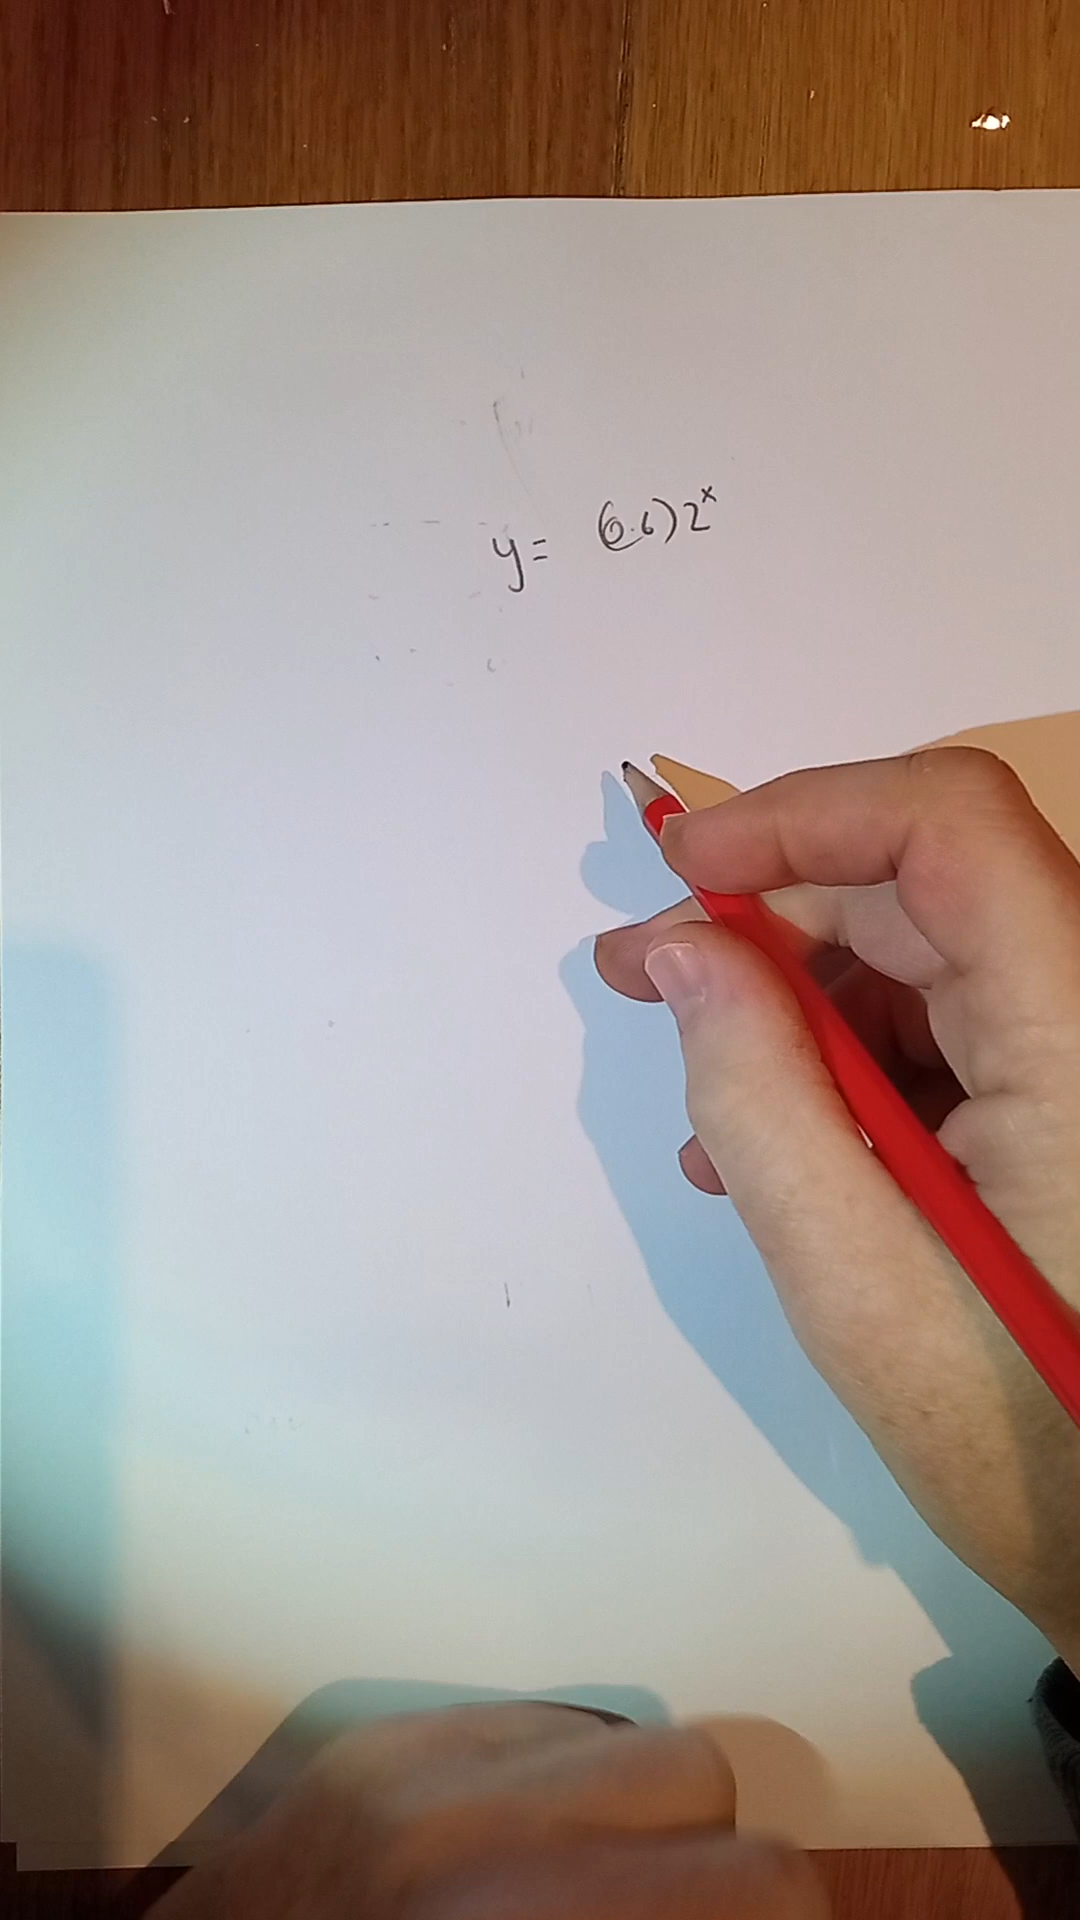 y = (0.6)2^x